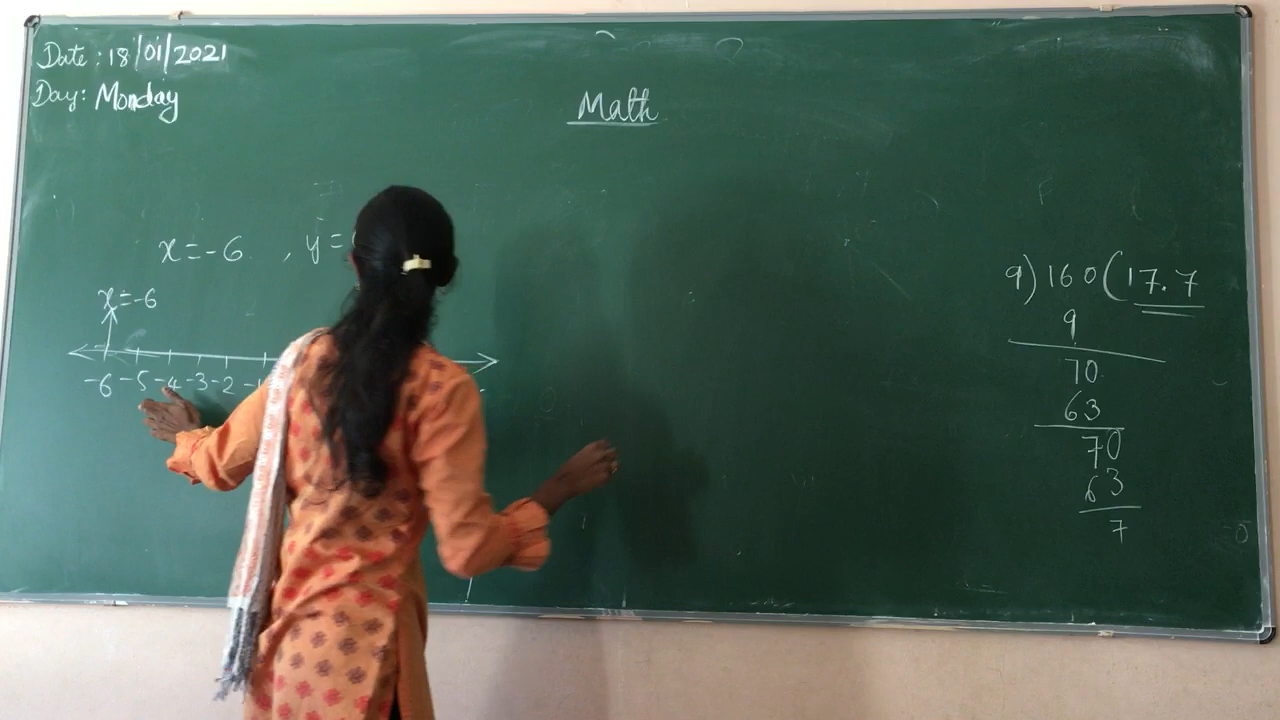 Date: 18/01/2021
Day: Monday
Math
x=-6 , y=
x=-6
-6 -5 -4 -3 -2
9)160(17.7
9
70
63
70
63
7